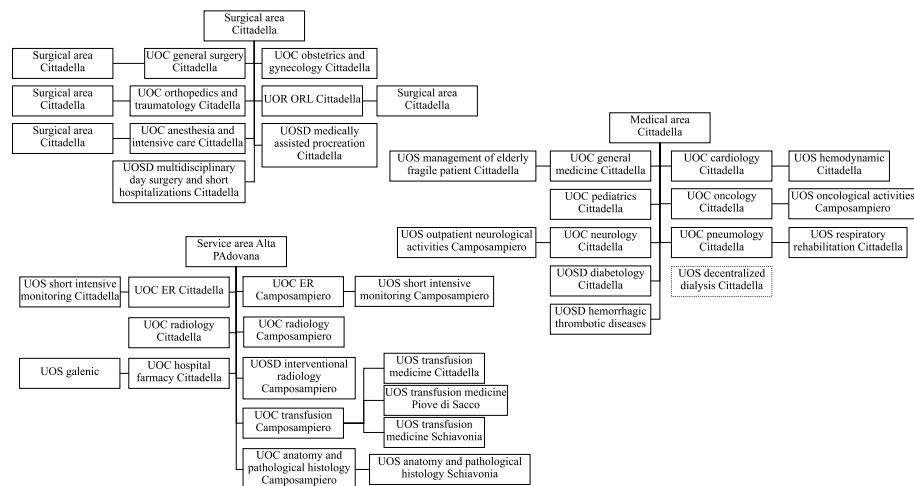 Surgical area
Cittadella
Surgical area
Cittadella
UOC general surgery
Cittadella
UOC obstetrics and
gynecology Cittadella
Surgical area
Cittadella
UOC orthopedics and
traumatology Citadella
UOR ORL Cittadella
Surgical area
Cittadella
Surgical area
Cittadella
UOC anesthesia and
intensive care Cittadella
UOSD medically
assisted procreation
Cittadella
UOSD multidisciplinary
day surgery and short
hospitalizations Cittadella
Medical area
Cittadella
UOS management of elderly
fragile patient Cittadella
UOC general
medicine Cittadella
UOC cardiology
Cittadella
UOS hemodynamic
Cittadella
UOC pediatrics
Cittadella
UOC oncology
Cittadella
UOS oncological activities
Camposampiero
UOS outpatient neurological
activities Camposampiero
UOC neurology
Cittadella
UOC pneumology
Cittadella
UOS respiratory
rehabilitation Cittadella
UOSD diabetology
Cittadella
UOS decentralized
dialysis Cittadella
UOSD hemorrhagic
thrombotic diseases
Service area Alta
PAdovana
UOS short intensive
monitoring Cittadella
UOC ER Cittadella
UOC ER
Camposampiero
UOS short intensive
monitoring Camposampiero
UOC radiology
Cittadella
UOC radiology
Camposampiero
UOS galenic
UOC hospital
farmacy Cittadella
UOSD interventional
radiology
Camposampiero
UOS transfusion
medicine Cittadella
UOS transfusion medicine
Piove di Sacco
UOC transfusion
Camposampiero
UOS transfusion
medicine Schiavonia
UOC anatomy and
pathological histology
Camposampiero
UOS anatomy and pathological
histology Schiavonia